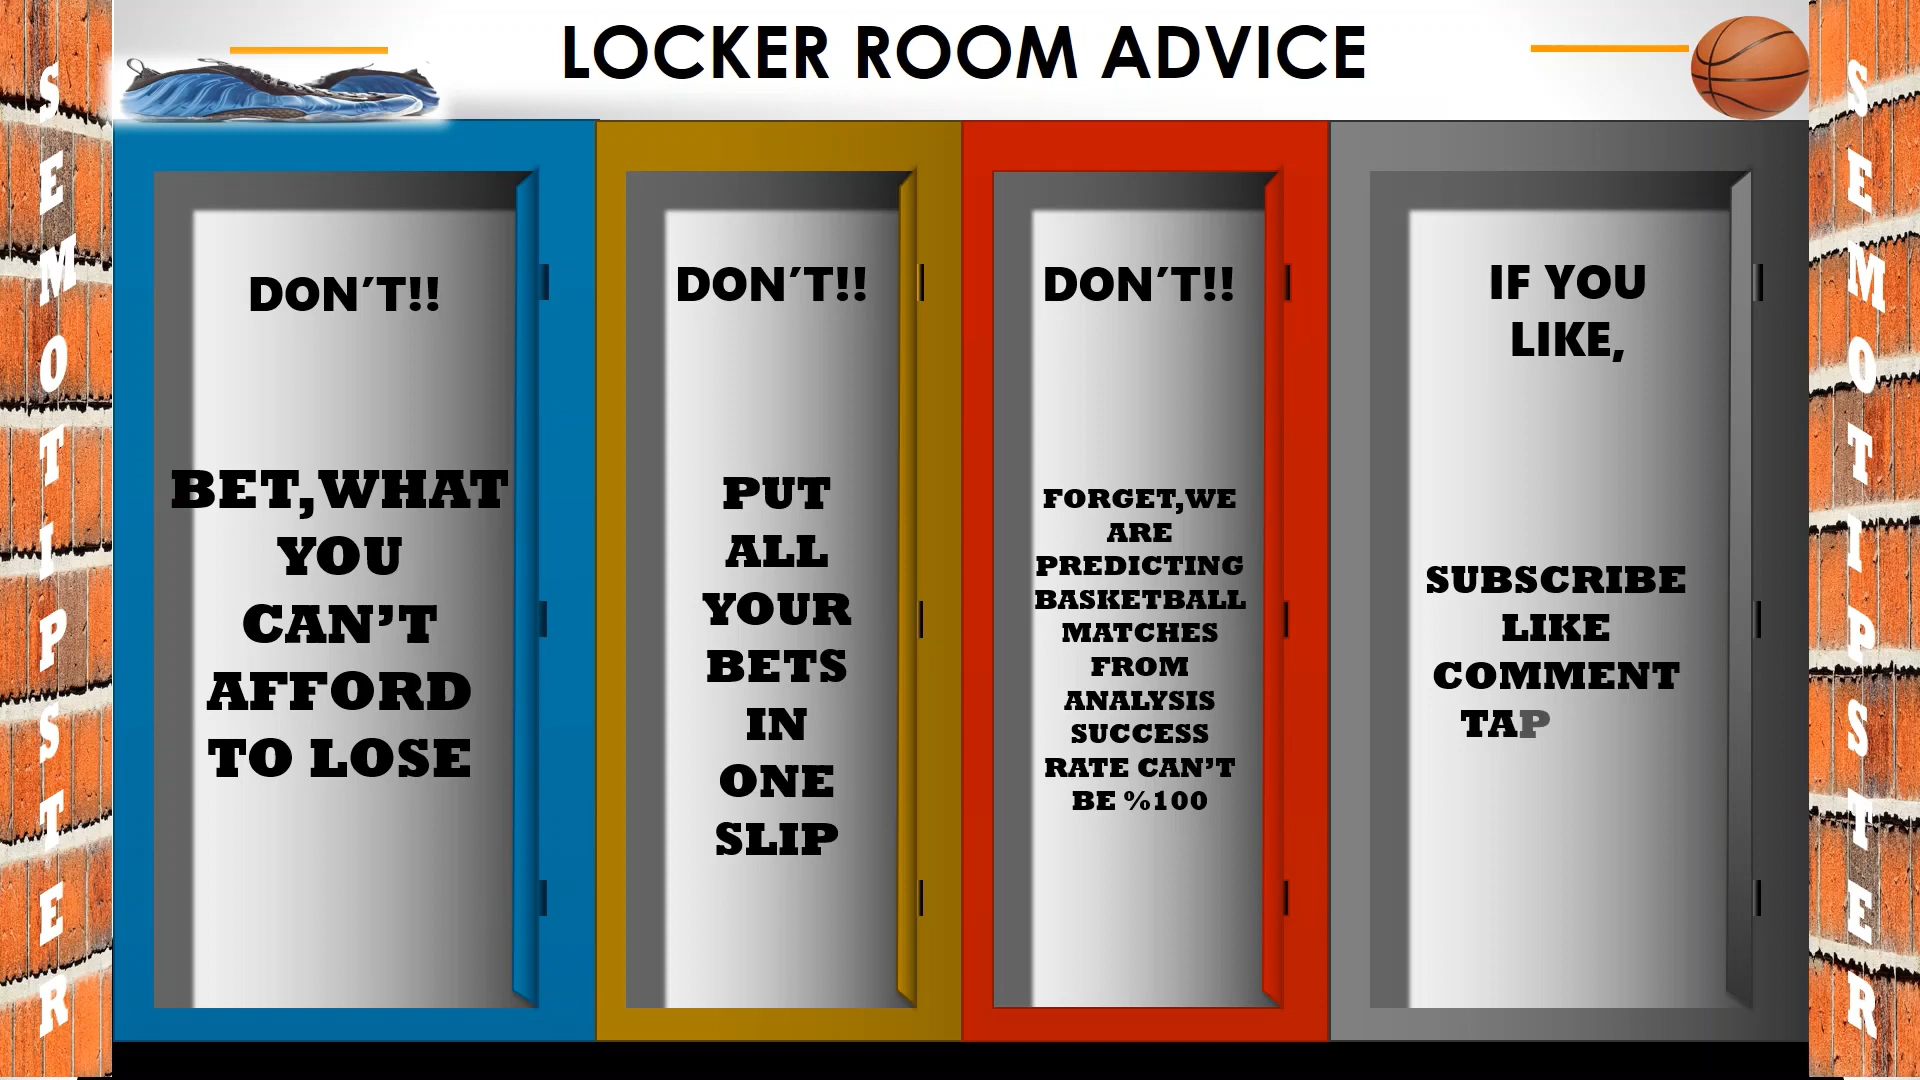 LOCKER ROOM ADVICE
SEMOTIPSTER
DON'T!!
BET,WHAT
YOU
CAN'T
AFFORD
TO LOSE
DON'T!!
PUT
ALL
YOUR
BETS
IN
ONE
SLIP
DON'T!!
FORGET,WE
ARE
PREDICTING
BASKETBALL
MATCHES
FROM
ANALYSIS
SUCCESS
RATE CAN'T
BE %100
IF YOU
LIKE,
SUBSCRIBE
LIKE
COMMENT
TAP
SEMOTIPSTER